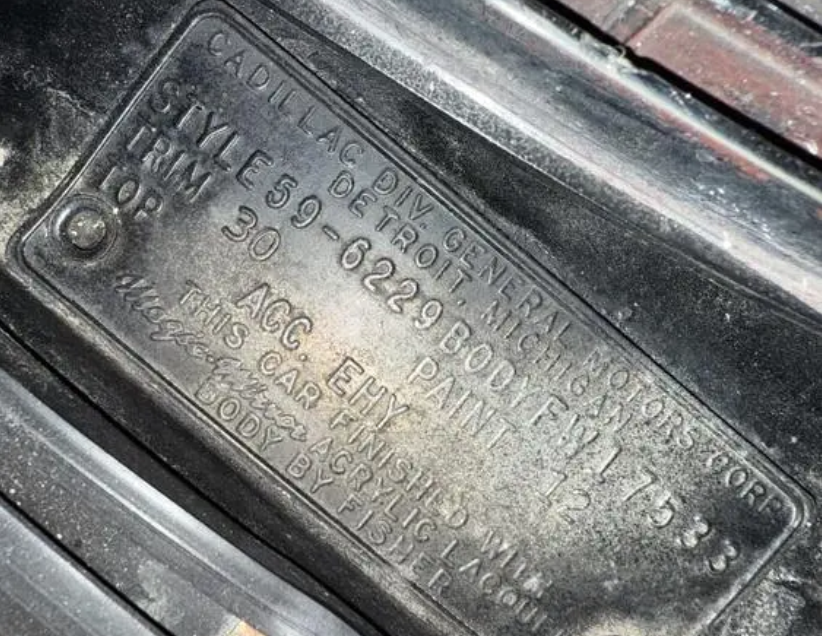 CADILLAC DIV. GENERAL MOTORS CORP.
DETROIT, MICHIGAN
STYLE 59-6229 BODY FW 17533
TRIM 30 PAINT 12
TOP ACC. EHY
THIS CAR FINISHED WITH
Magic-Mirror ACRYLIC LACQUER
BODY BY FISHER